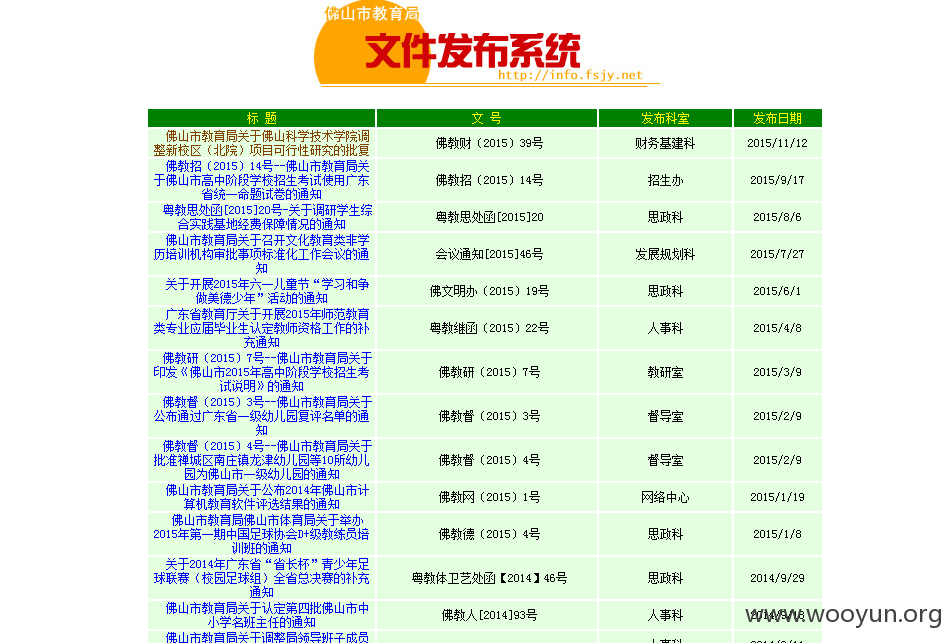 佛山市教育局
文件发布系统
http://info.fsjy.net
标 题 文 号 发布科室 发布日期
佛山市教育局关于佛山科学技术学院调
整新校区（北院）项目可行性研究的批复
佛教财（2015）39号 财务基建科 2015/11/12
佛教招（2015）14号--佛山市教育局关
于佛山市高中阶段学校招生考试使用广东
省统一命题试卷的通知
佛教招（2015）14号 招生办 2015/9/17
粤教思处函[2015]20号-关于调研学生综
合实践基地经费保障情况的通知
粤教思处函[2015]20 思政科 2015/8/6
佛山市教育局关于召开文化教育类非学
历培训机构审批事项标准化工作会议的通
知
会议通知[2015]46号 发展规划科 2015/7/27
关于开展2015年六一儿童节“学习和争
做美德少年”活动的通知
佛文明办（2015）19号 思政科 2015/6/1
广东省教育厅关于开展2015年师范教育
类专业应届毕业生认定教师资格工作的补
充通知
粤教继函（2015）22号 人事科 2015/4/8
佛教研（2015）7号--佛山市教育局关于
印发《佛山市2015年高中阶段学校招生考
试说明》的通知
佛教研（2015）7号 教研室 2015/3/9
佛教督（2015）3号--佛山市教育局关于
公布通过广东省一级幼儿园复评名单的通
知
佛教督（2015）3号 督导室 2015/2/9
佛教督（2015）4号--佛山市教育局关于
批准禅城区南庄镇龙津幼儿园等10所幼儿
园为佛山市一级幼儿园的通知
佛教督（2015）4号 督导室 2015/2/9
佛山市教育局关于公布2014年佛山市计
算机教育软件评选结果的通知
佛教网（2015）1号 网络中心 2015/1/19
佛山市教育局佛山市体育局关于举办
2015年第一期中国足球协会D+级教练员培
训班的通知
佛教德（2015）4号 思政科 2015/1/8
关于2014年广东省“省长杯”青少年足
球联赛（校园足球组）全省总决赛的补充
通知
粤教体卫艺处函【2014】46号 思政科 2014/9/29
佛山市教育局关于认定第四批佛山市中
小学名班主任的通知
佛教人[2014]93号 人事科
www.wooyun.org
佛山市教育局关于调整局领导班子成员